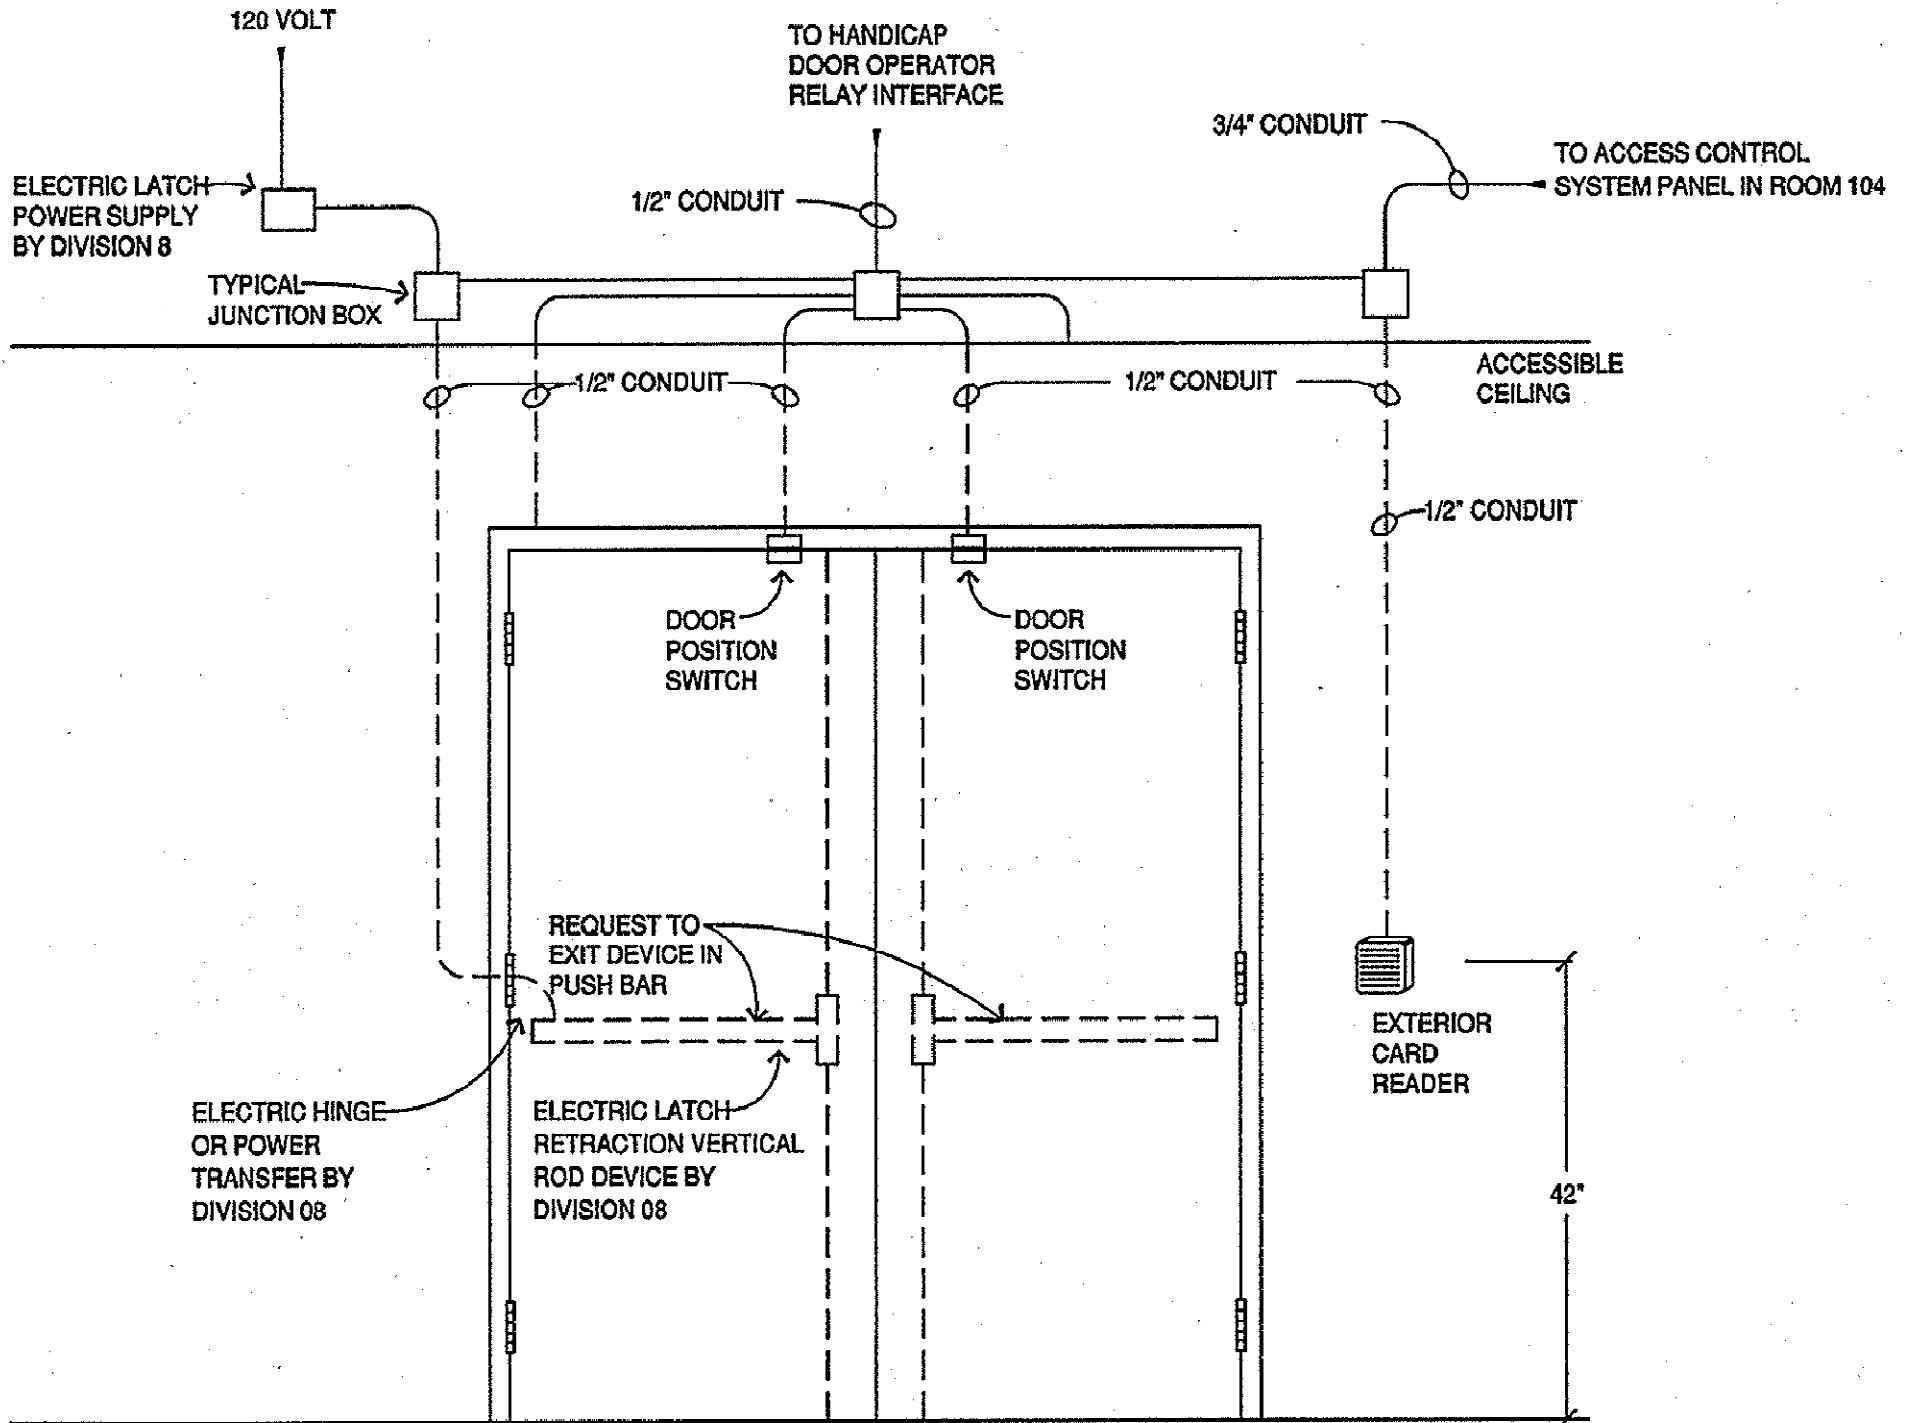 120 VOLT
TO HANDICAP
DOOR OPERATOR
RELAY INTERFACE
3/4" CONDUIT
TO ACCESS CONTROL
SYSTEM PANEL IN ROOM 104
ELECTRIC LATCH
POWER SUPPLY
BY DIVISION 8
1/2" CONDUIT
TYPICAL
JUNCTION BOX
ACCESSIBLE
CEILING
1/2" CONDUIT
1/2" CONDUIT
1/2" CONDUIT
DOOR
POSITION
SWITCH
DOOR
POSITION
SWITCH
REQUEST TO
EXIT DEVICE IN
PUSH BAR
EXTERIOR
CARD
READER
ELECTRIC HINGE
OR POWER
TRANSFER BY
DIVISION 08
ELECTRIC LATCH
RETRACTION VERTICAL
ROD DEVICE BY
DIVISION 08
42"